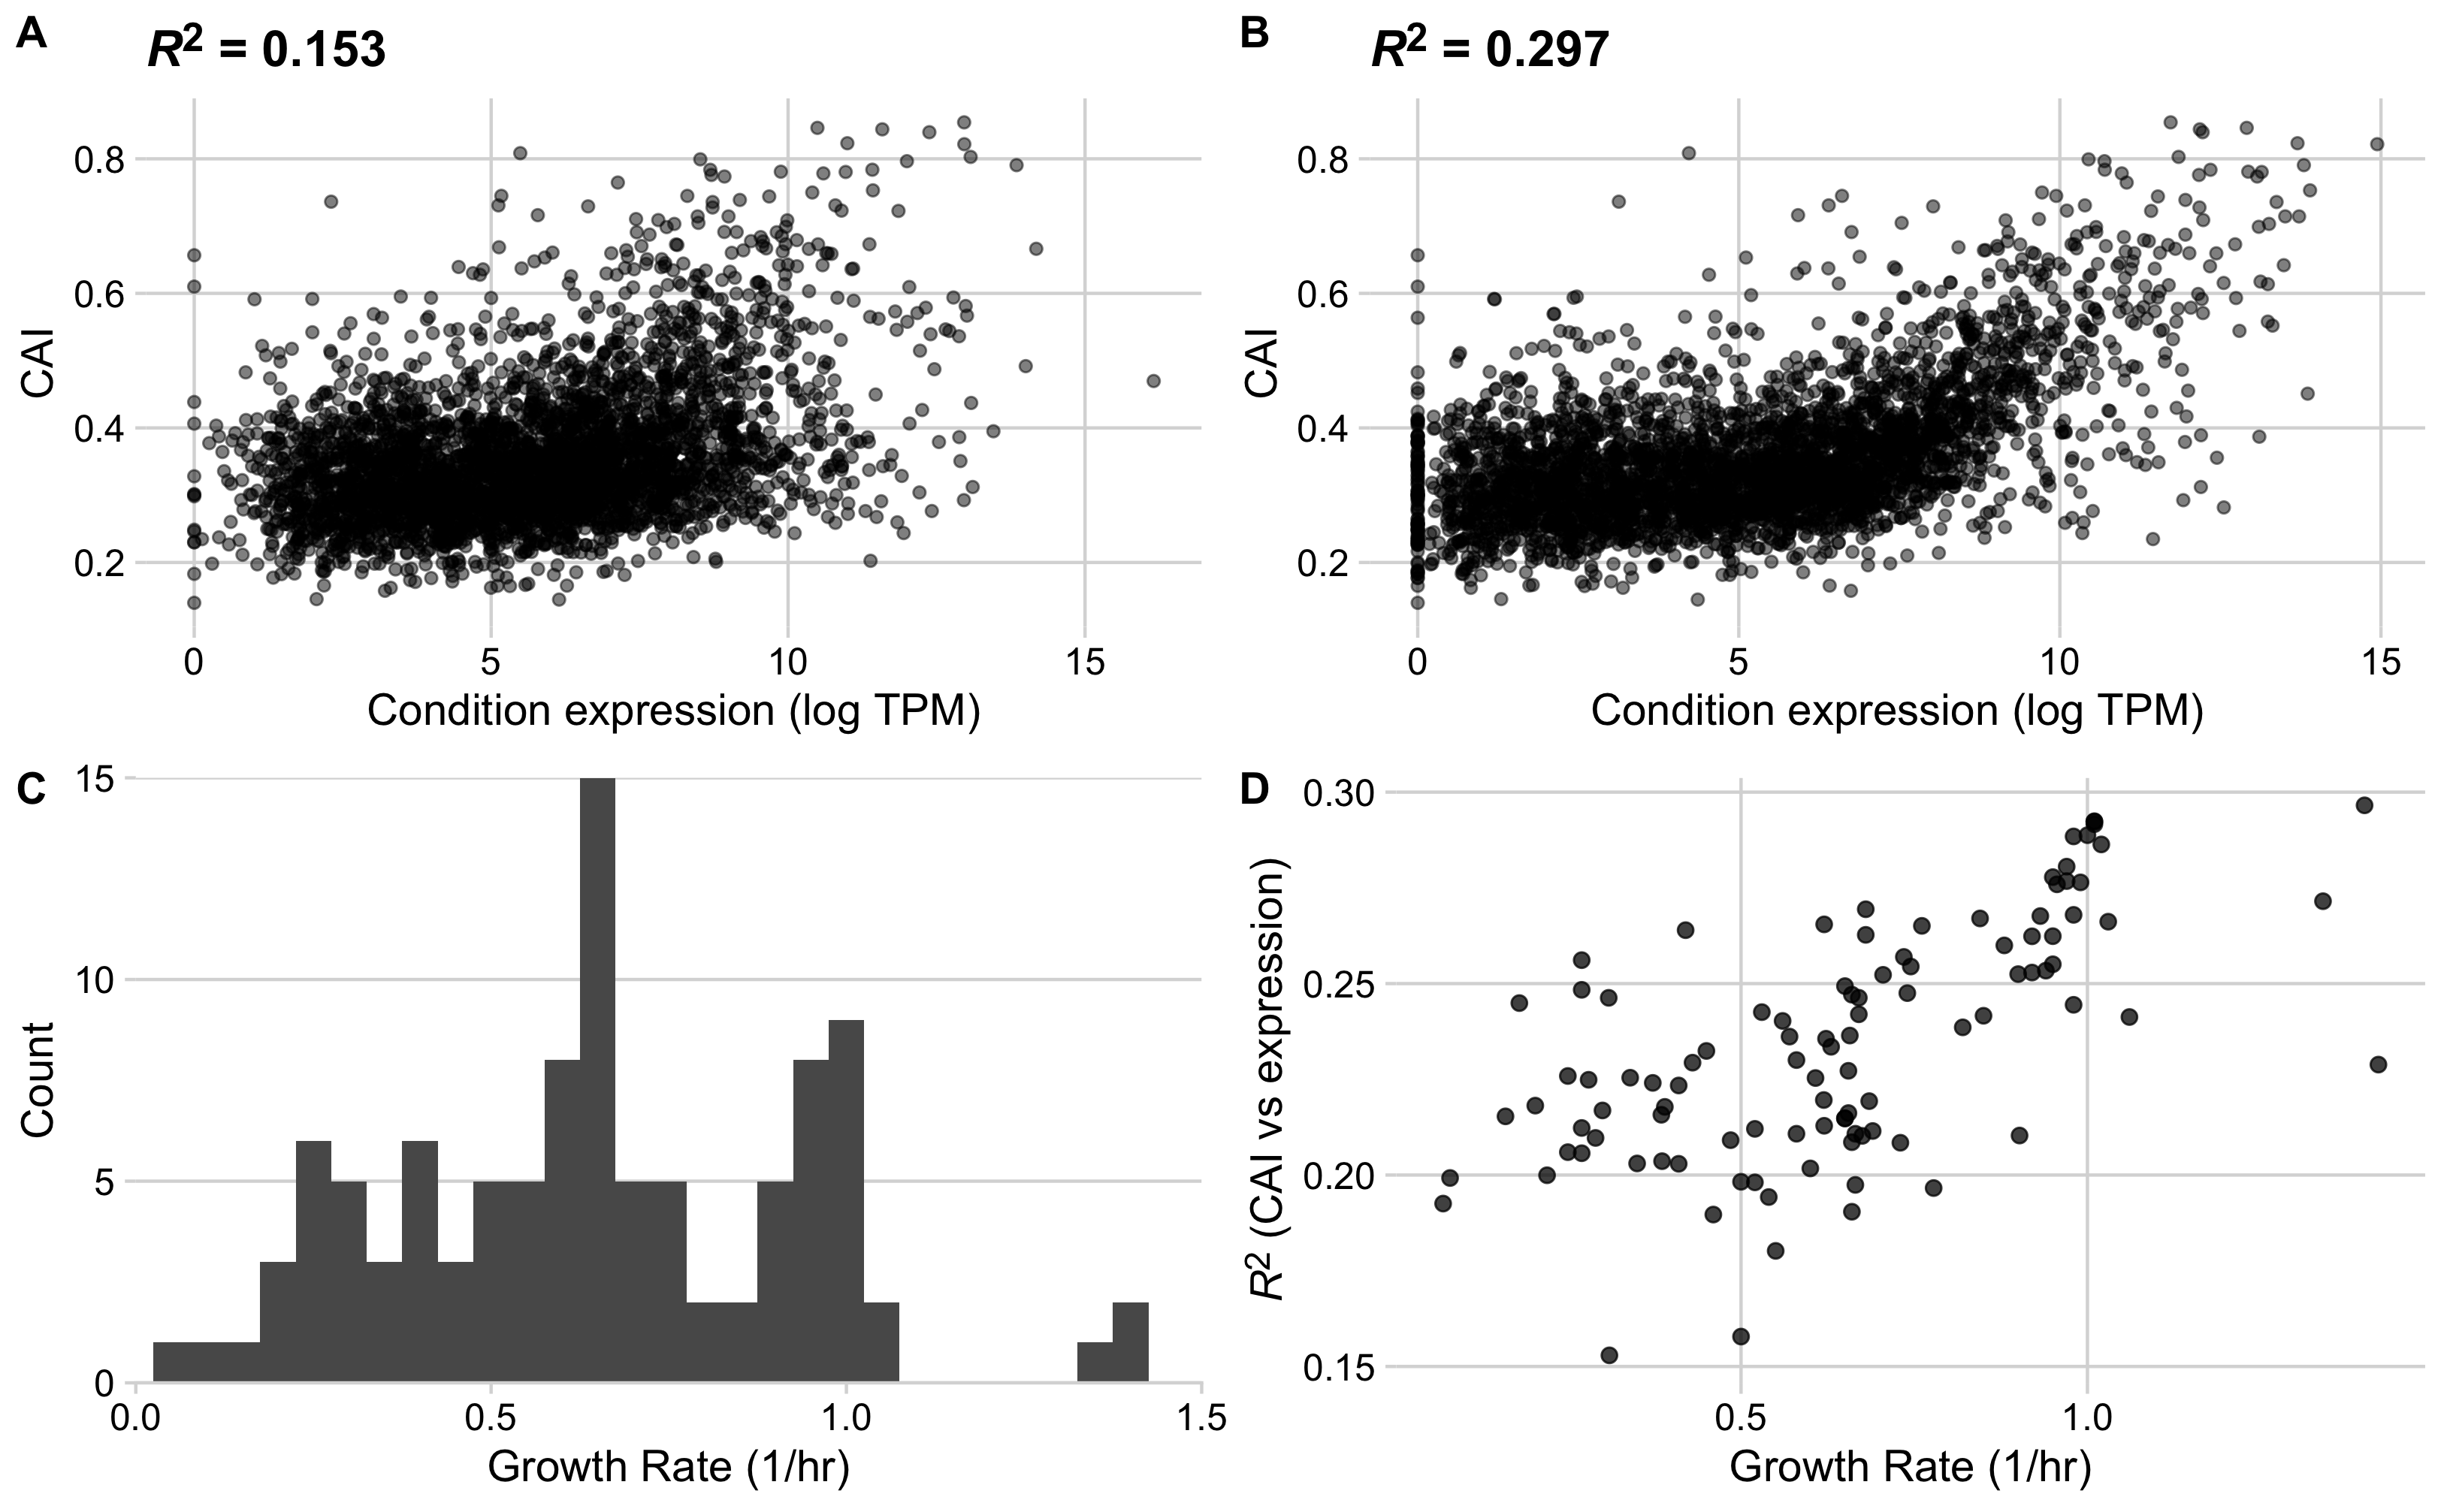 A
R² = 0.153
CAI
0.8
0.6
0.4
0.2
0 5 10 15
Condition expression (log TPM)
B
R² = 0.297
CAI
0.8
0.6
0.4
0.2
0 5 10 15
Condition expression (log TPM)
C
Count
15
10
5
0
0.0 0.5 1.0 1.5
Growth Rate (1/hr)
D
R² (CAI vs expression)
0.30
0.25
0.20
0.15
0.5 1.0
Growth Rate (1/hr)